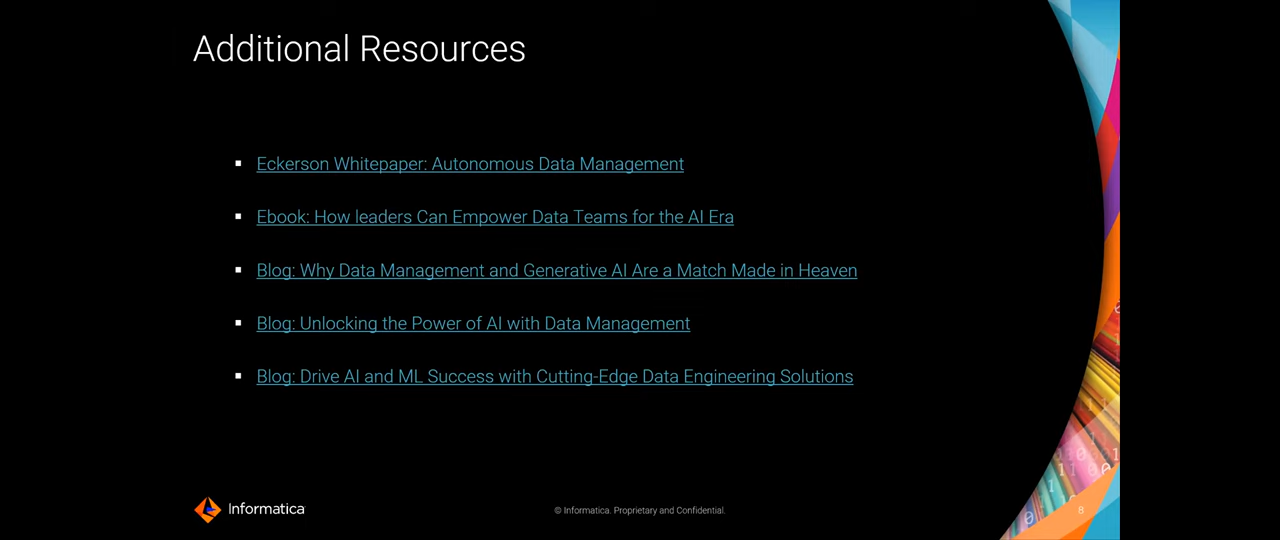 Additional Resources
▪ Eckerson Whitepaper: Autonomous Data Management
▪ Ebook: How leaders Can Empower Data Teams for the AI Era
▪ Blog: Why Data Management and Generative AI Are a Match Made in Heaven
▪ Blog: Unlocking the Power of AI with Data Management
▪ Blog: Drive AI and ML Success with Cutting-Edge Data Engineering Solutions
Informatica
© Informatica. Proprietary and Confidential.
8